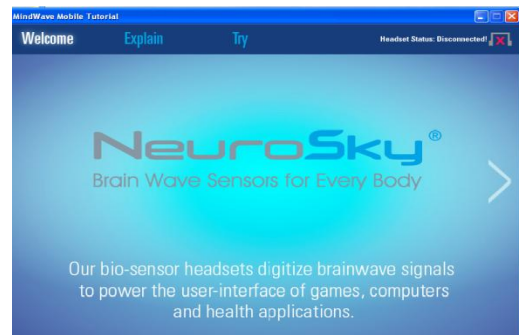 MindWave Mobile Tutorial
Welcome Explain Try Headset Status: Disconnected!
NeuroSky®
Brain Wave Sensors for Every Body
Our bio-sensor headsets digitize brainwave signals
to power the user-interface of games, computers
and health applications.